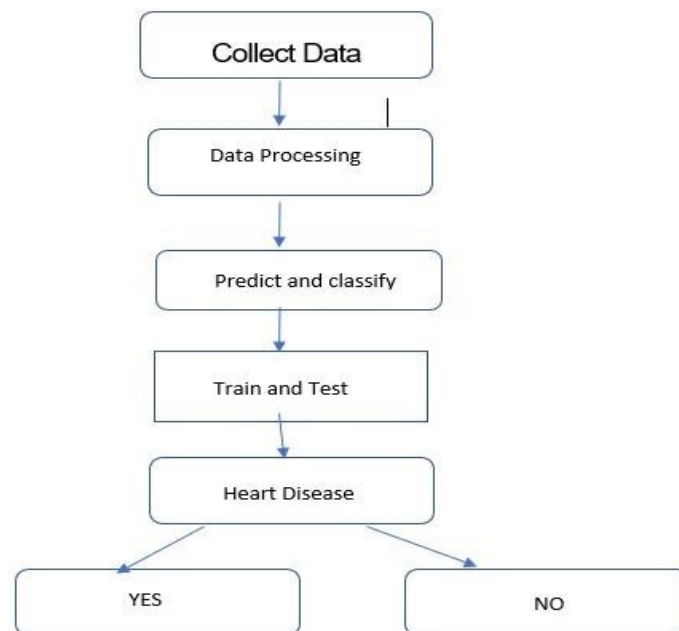 Collect Data
Data Processing
Predict and classify
Train and Test
Heart Disease
YES
NO